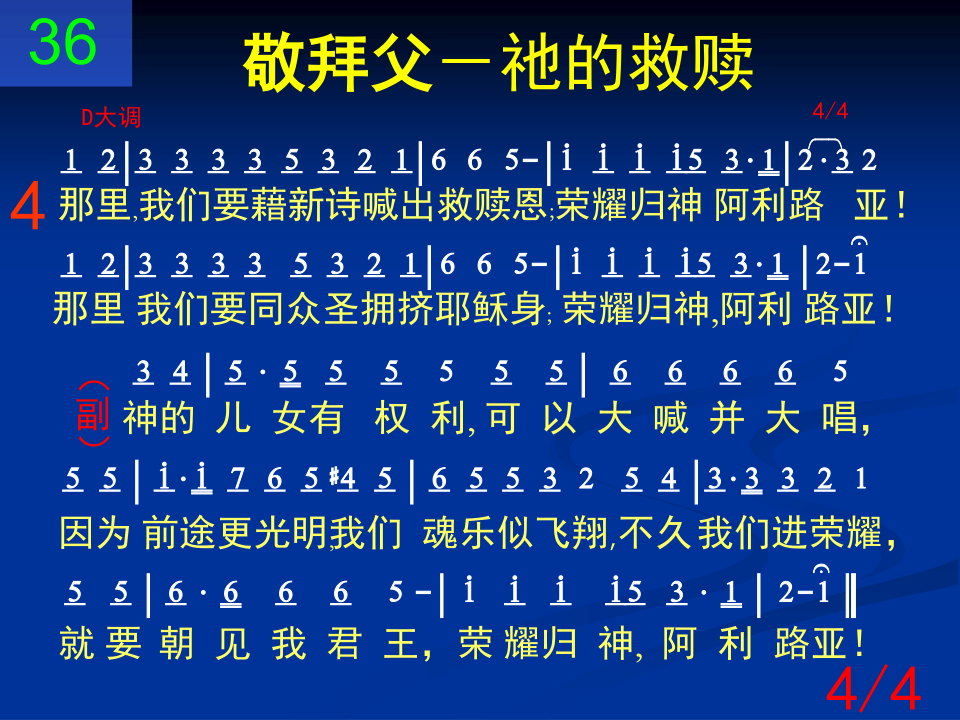 36
敬拜父－祂的救赎
D大调 4/4
1 2|3 3 3 3 5 3 2 1|6 6 5-|i i i i5 3·1|2·3 2
4 那里,我们要藉新诗喊出救赎恩;荣耀归神 阿利路 亚!
1 2|3 3 3 3 5 3 2 1|6 6 5-|i i i i5 3·1|2-1
那里 我们要同众圣拥挤耶稣身; 荣耀归神,阿利 路亚!
3 4|5·5 5 5 5 5 5|6 6 6 6 5
(副) 神的 儿 女有 权 利, 可 以 大 喊 并 大 唱,
5 5|i·i 7 6 5 #4 5|6 5 5 3 2 5 4|3·3 3 2 1
因为 前途更光明,我们 魂乐似飞翔,不久我们进荣耀,
5 5|6·6 6 6 5-|i i i i5 3·1|2-1‖
就 要 朝 见 我 君 王, 荣 耀归 神, 阿 利 路亚!
4/4